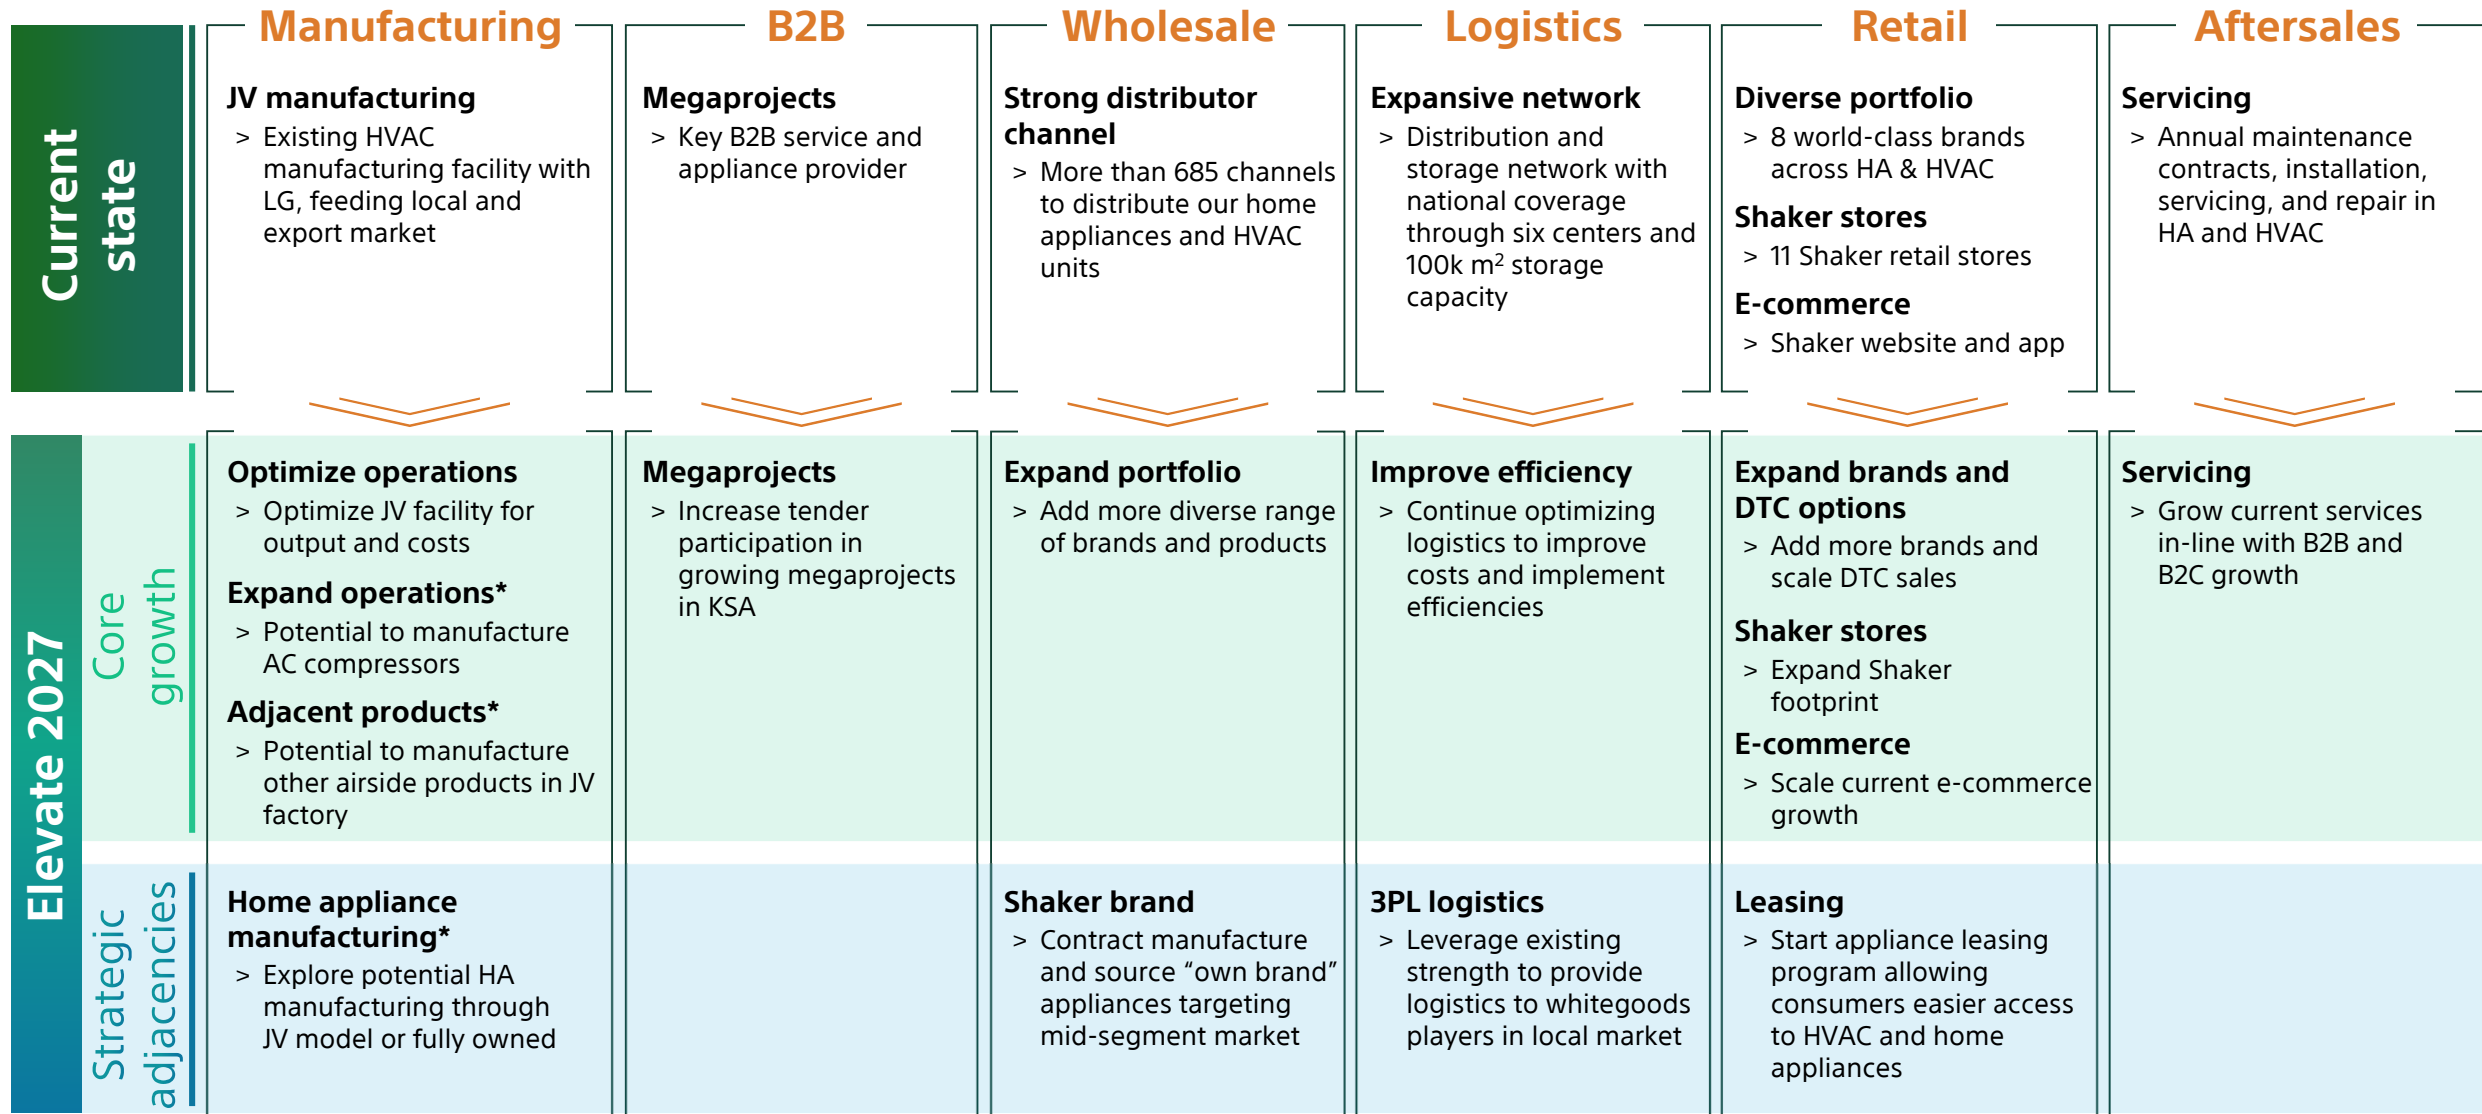 Manufacturing
B2B
Wholesale
Logistics
Retail
Aftersales
Current
state
JV manufacturing
> Existing HVAC
manufacturing facility with
LG, feeding local and
export market
Megaprojects
> Key B2B service and
appliance provider
Strong distributor
channel
> More than 685 channels
to distribute our home
appliances and HVAC
units
Expansive network
> Distribution and
storage network with
national coverage
through six centers and
100k m² storage
capacity
Diverse portfolio
> 8 world-class brands
across HA & HVAC
Shaker stores
> 11 Shaker retail stores
E-commerce
> Shaker website and app
Servicing
> Annual maintenance
contracts, installation,
servicing, and repair in
HA and HVAC
Elevate 2027
Core
growth
Optimize operations
> Optimize JV facility for
output and costs
Expand operations*
> Potential to manufacture
AC compressors
Adjacent products*
> Potential to manufacture
other airside products in JV
factory
Megaprojects
> Increase tender
participation in
growing megaprojects
in KSA
Expand portfolio
> Add more diverse range
of brands and products
Improve efficiency
> Continue optimizing
logistics to improve
costs and implement
efficiencies
Expand brands and
DTC options
> Add more brands and
scale DTC sales
Shaker stores
> Expand Shaker
footprint
E-commerce
> Scale current e-commerce
growth
Servicing
> Grow current services
in-line with B2B and
B2C growth
Strategic
adjacencies
Home appliance
manufacturing*
> Explore potential HA
manufacturing through
JV model or fully owned
Shaker brand
> Contract manufacture
and source “own brand”
appliances targeting
mid-segment market
3PL logistics
> Leverage existing
strength to provide
logistics to whitegoods
players in local market
Leasing
> Start appliance leasing
program allowing
consumers easier access
to HVAC and home
appliances